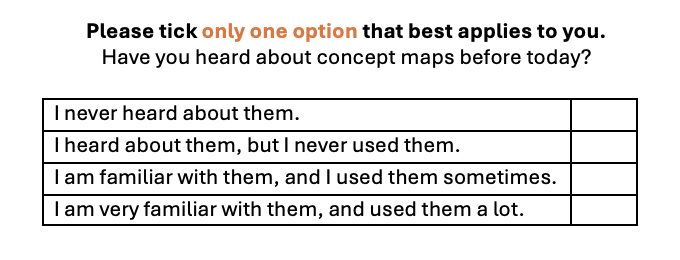 Please tick only one option that best applies to you.
Have you heard about concept maps before today?
I never heard about them.
I heard about them, but I never used them.
I am familiar with them, and I used them sometimes.
I am very familiar with them, and used them a lot.